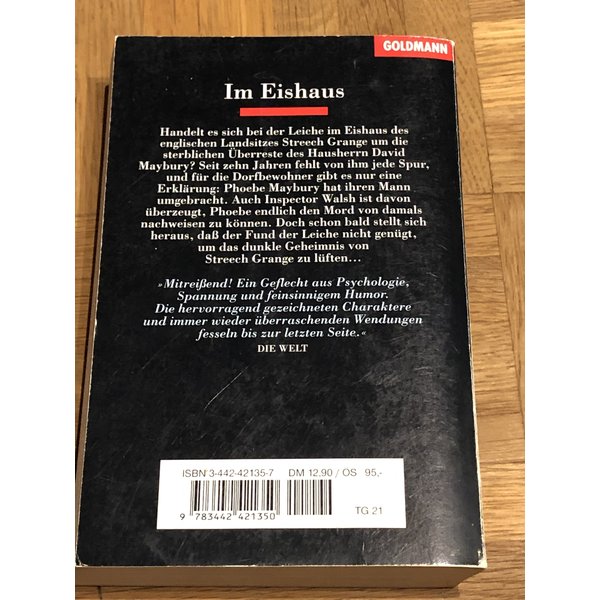 GOLDMANN
Im Eishaus
Handelt es sich bei der Leiche im Eishaus des
englischen Landsitzes Streech Grange um die
sterblichen Überreste des Hausherrn David
Maybury? Seit zehn Jahren fehlt von ihm jede Spur,
und für die Dorfbewohner gibt es nur eine
Erklärung: Phoebe Maybury hat ihren Mann
umgebracht. Auch Inspector Walsh ist davon
überzeugt, Phoebe endlich den Mord von damals
nachweisen zu können. Doch schon bald stellt sich
heraus, daß der Fund der Leiche nicht genügt,
um das dunkle Geheimnis von
Streech Grange zu lüften...
»Mitreißend! Ein Geflecht aus Psychologie,
Spannung und feinsinnigem Humor.
Die hervorragend gezeichneten Charaktere
und immer wieder überraschenden Wendungen
fesseln bis zur letzten Seite.«
DIE WELT
ISBN 3-442-42135-7 DM 12,90 / ÖS 95,-
9 783442 421350 TG 21